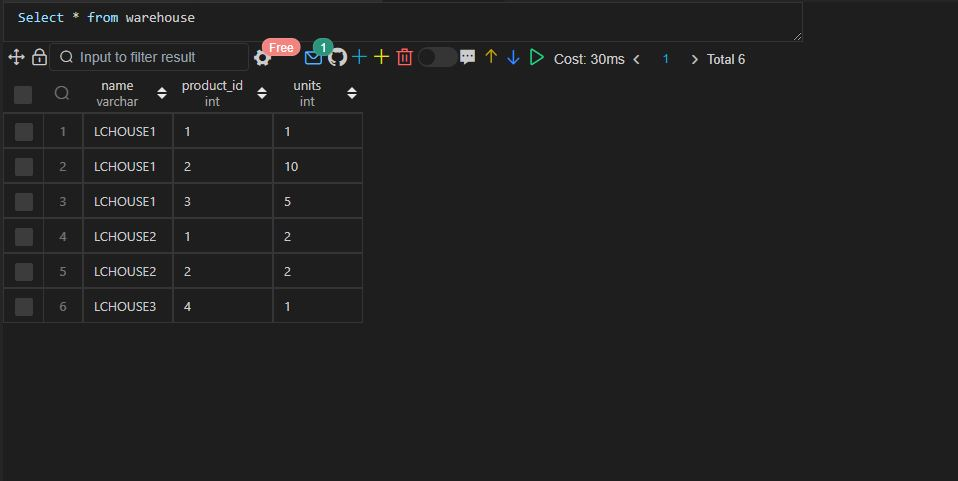 Select * from warehouse
Input to filter result Free 1 Cost: 30ms 1 Total 6
name product_id units
varchar int int
1 LCHOUSE1 1 1
2 LCHOUSE1 2 10
3 LCHOUSE1 3 5
4 LCHOUSE2 1 2
5 LCHOUSE2 2 2
6 LCHOUSE3 4 1